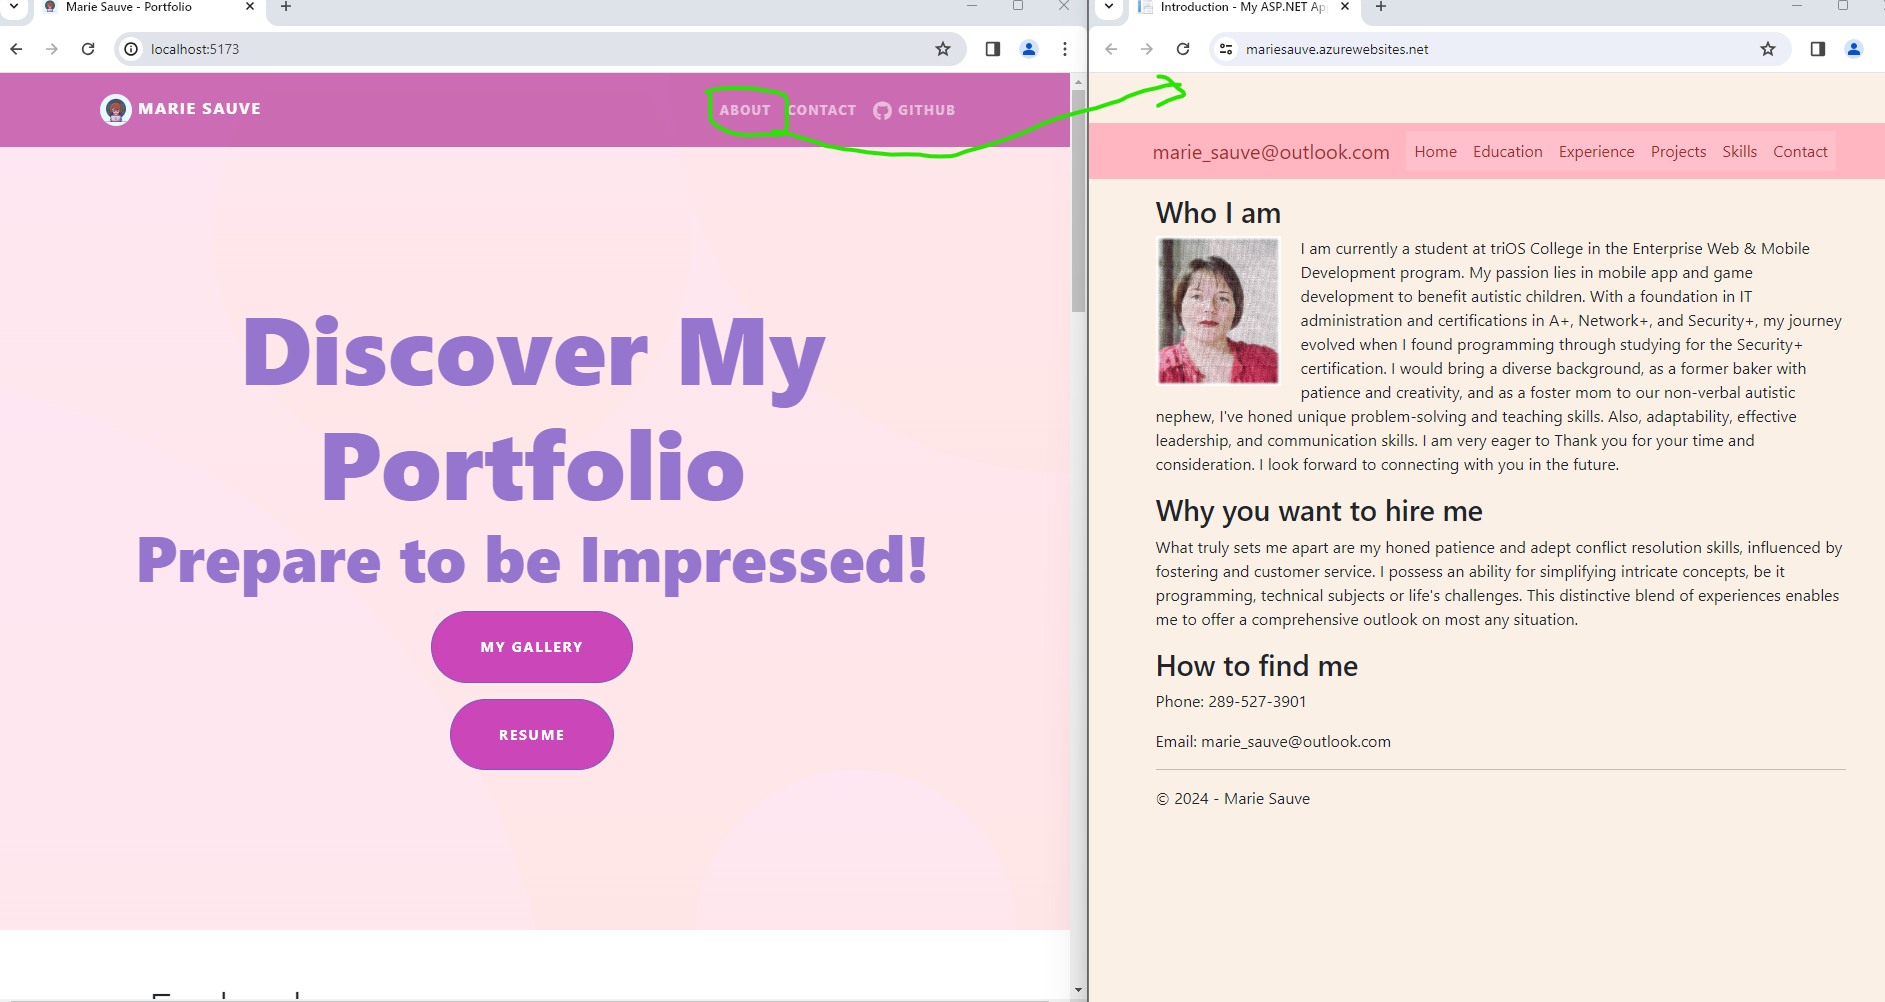 Marie Sauve - Portfolio
localhost:5173
MARIE SAUVE
ABOUT
CONTACT
GITHUB
Discover My
Portfolio
Prepare to be Impressed!
MY GALLERY
RESUME
Introduction - My ASP.NET Ap
mariesauve.azurewebsites.net
marie_sauve@outlook.com
Home
Education
Experience
Projects
Skills
Contact
Who I am
I am currently a student at triOS College in the Enterprise Web & Mobile
Development program. My passion lies in mobile app and game
development to benefit autistic children. With a foundation in IT
administration and certifications in A+, Network+, and Security+, my journey
evolved when I found programming through studying for the Security+
certification. I would bring a diverse background, as a former baker with
patience and creativity, and as a foster mom to our non-verbal autistic
nephew, I've honed unique problem-solving and teaching skills. Also, adaptability, effective
leadership, and communication skills. I am very eager to Thank you for your time and
consideration. I look forward to connecting with you in the future.
Why you want to hire me
What truly sets me apart are my honed patience and adept conflict resolution skills, influenced by
fostering and customer service. I possess an ability for simplifying intricate concepts, be it
programming, technical subjects or life's challenges. This distinctive blend of experiences enables
me to offer a comprehensive outlook on most any situation.
How to find me
Phone: 289-527-3901
Email: marie_sauve@outlook.com
© 2024 - Marie Sauve